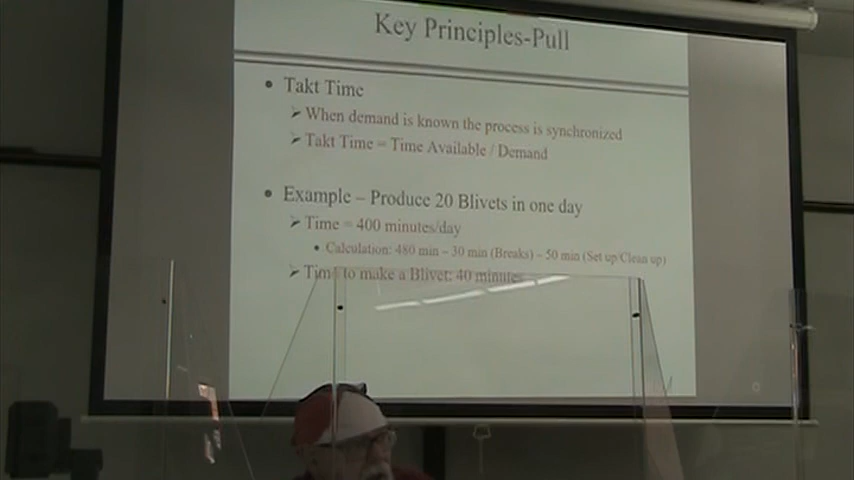 Key Principles-Pull
• Takt Time
➢ When demand is known the process is synchronized
➢ Takt Time = Time Available / Demand
• Example – Produce 20 Blivets in one day
➢ Time = 400 minutes/day
• Calculation: 480 min – 30 min (Breaks) – 50 min (Set up/Clean up)
➢ Time to make a Blivet: 40 minutes